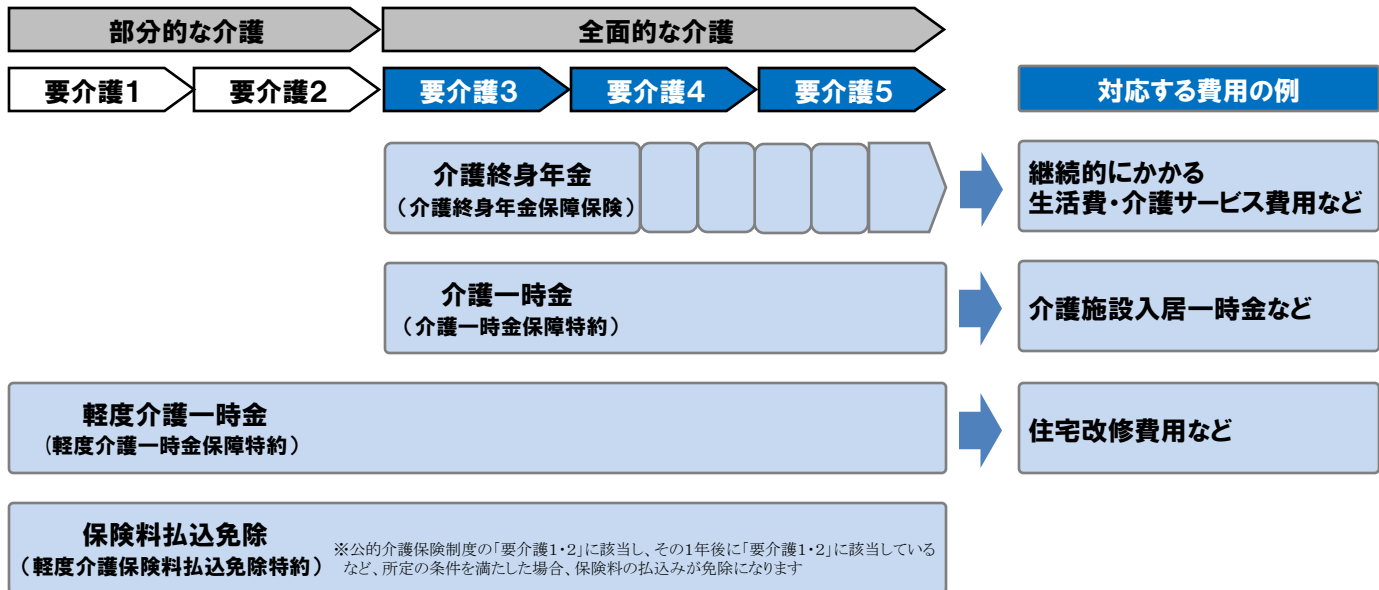 部分的な介護
全面的な介護
要介護1
要介護2
要介護3
要介護4
要介護5
対応する費用の例
介護終身年金
（介護終身年金保障保険）
継続的にかかる
生活費・介護サービス費用など
介護一時金
（介護一時金保障特約）
介護施設入居一時金など
軽度介護一時金
（軽度介護一時金保障特約）
住宅改修費用など
保険料払込免除
（軽度介護保険料払込免除特約）
※公的介護保険制度の「要介護1・2」に該当し、その1年後に「要介護1・2」に該当している
など、所定の条件を満たした場合、保険料の払込みが免除になります